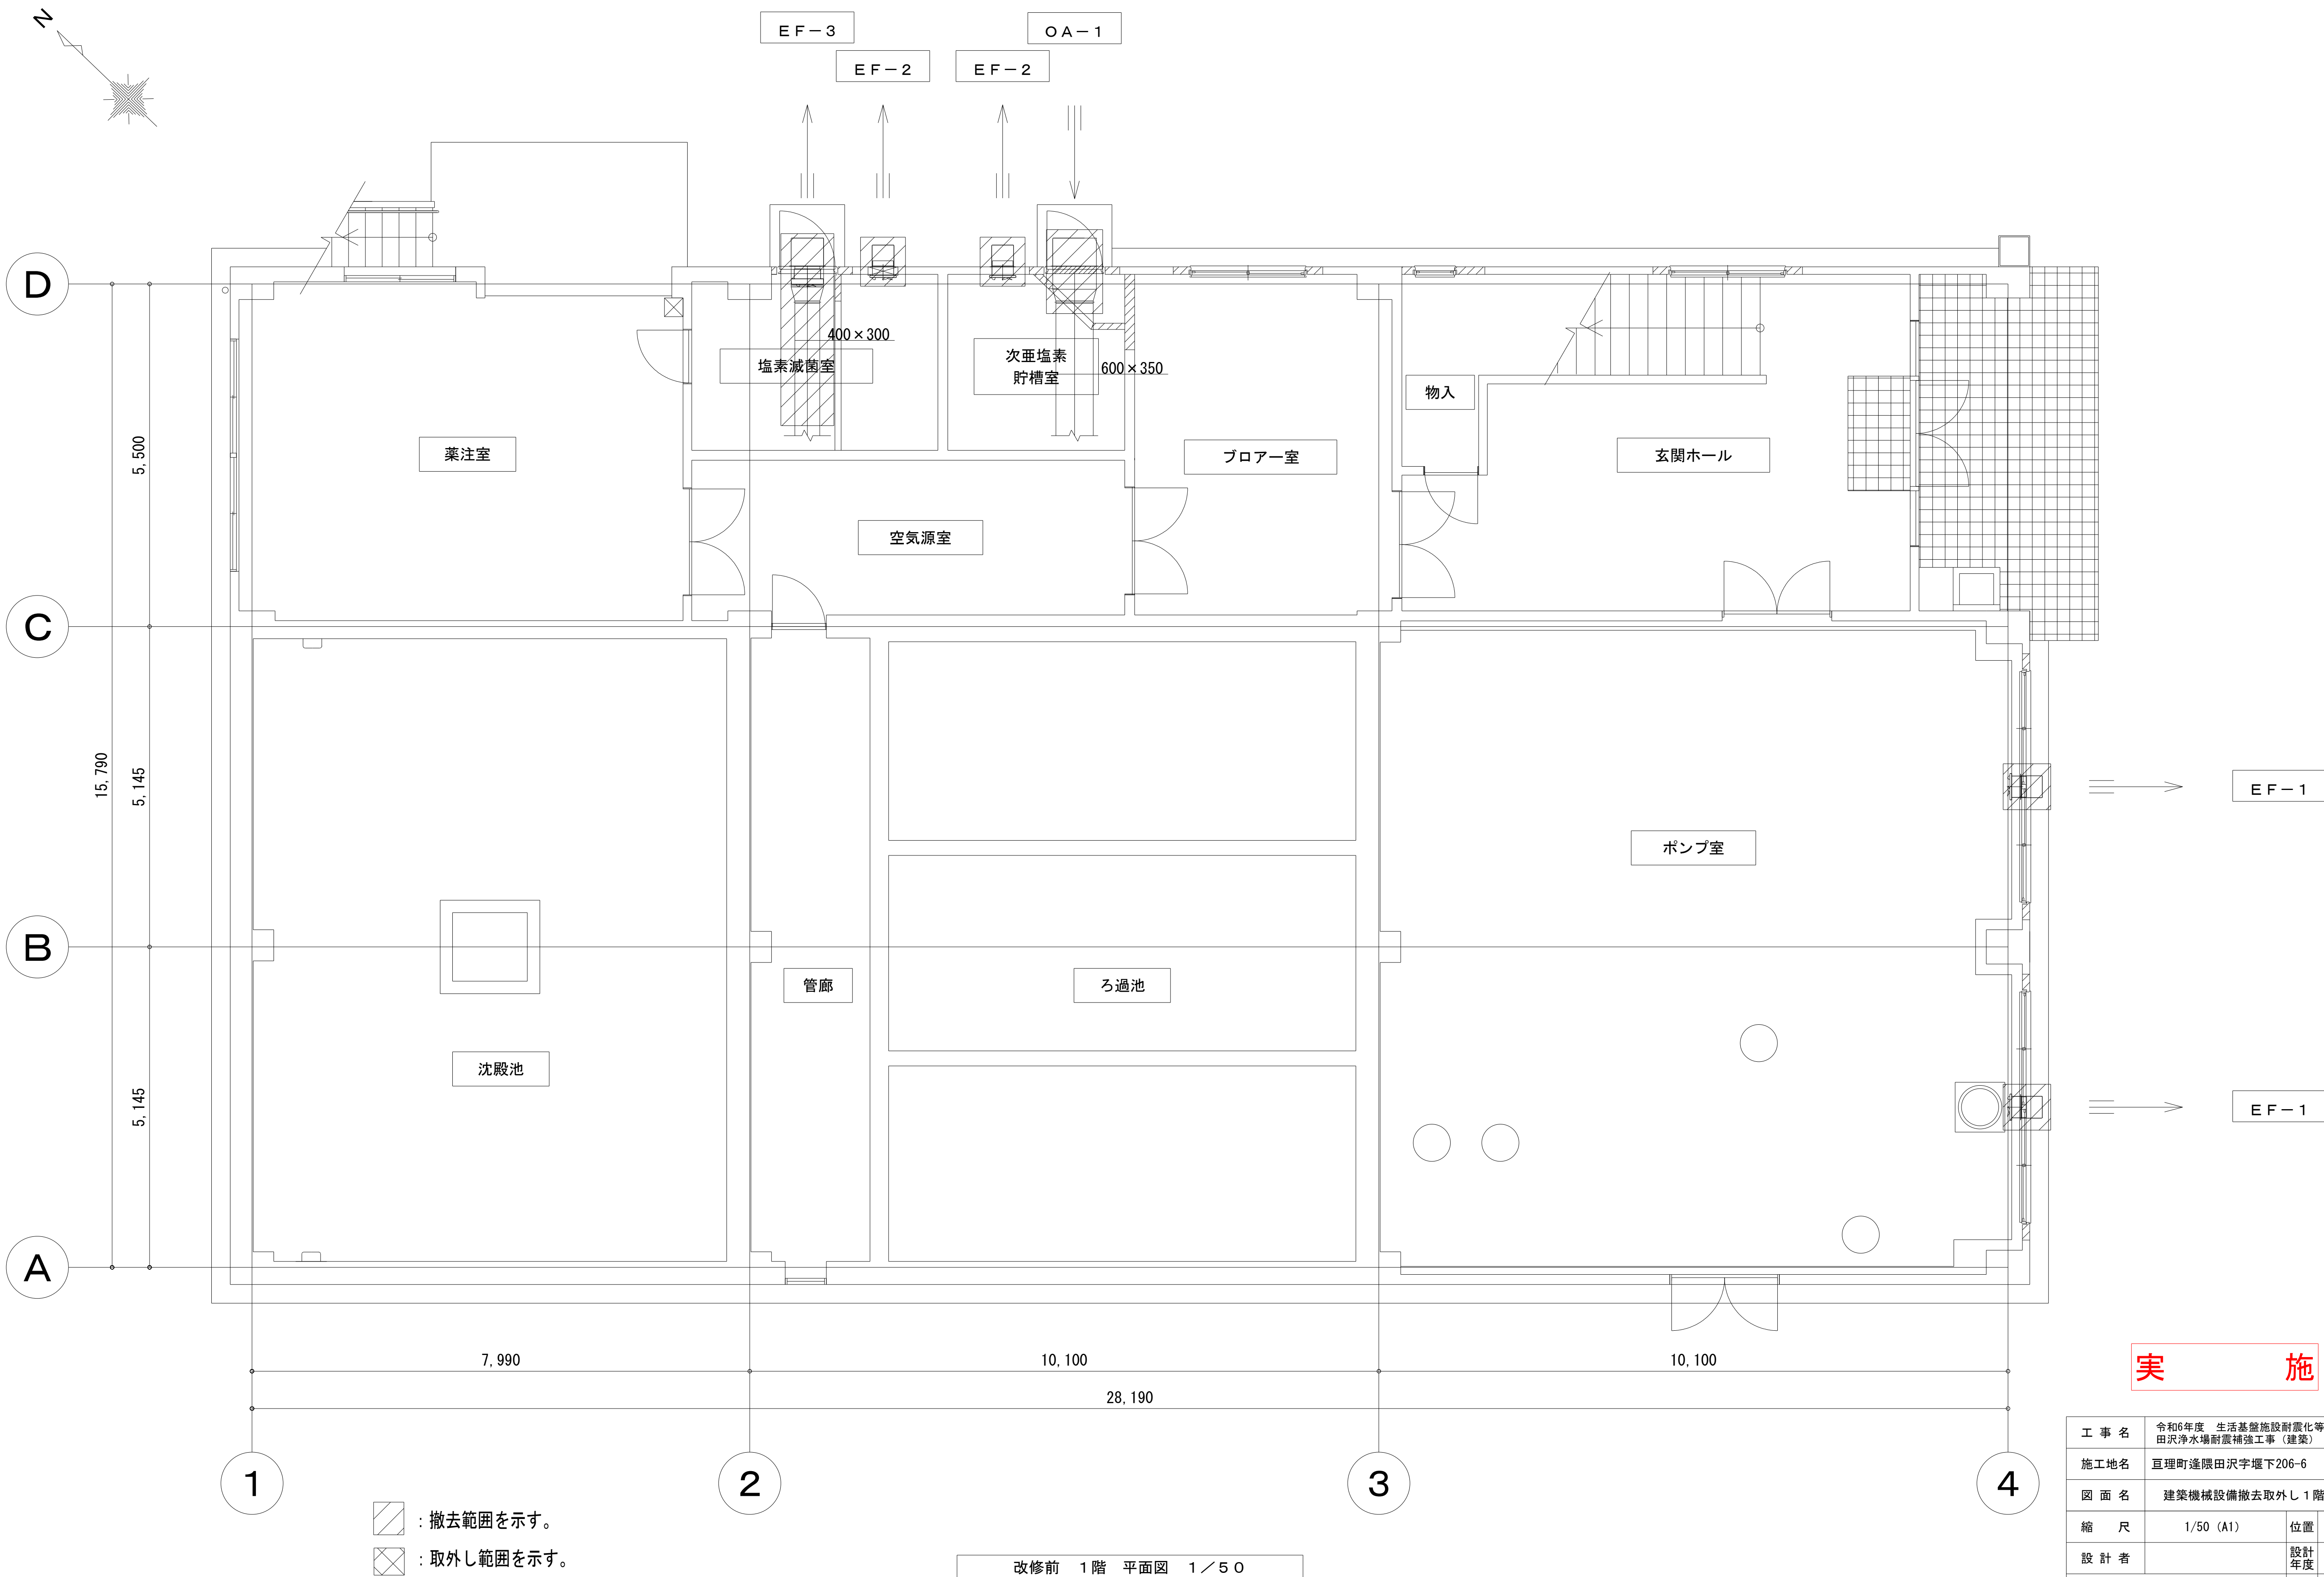 N
EF-3
OA-1
EF-2
EF-2
D
400×300
塩素滅菌室
次亜塩素
貯槽室
600×350
物入
薬注室
ブロアー室
玄関ホール
5,500
空気源室
C
15,790
5,145
EF-1
ポンプ室
B
管廊
ろ過池
沈殿池
5,145
EF-1
A
7,990
10,100
10,100
28,190
1
2
3
4
実 施
工 事 名
令和6年度 生活基盤施設耐震化等
田沢浄水場耐震補強工事（建築）
施工地名
亘理町逢隈田沢字堰下206-6
図 面 名
建築機械設備撤去取外し１階
縮 尺
1/50 (A1)
位置
設 計 者
設計
年度
：撤去範囲を示す。
：取外し範囲を示す。
改修前 １階 平面図 １／５０